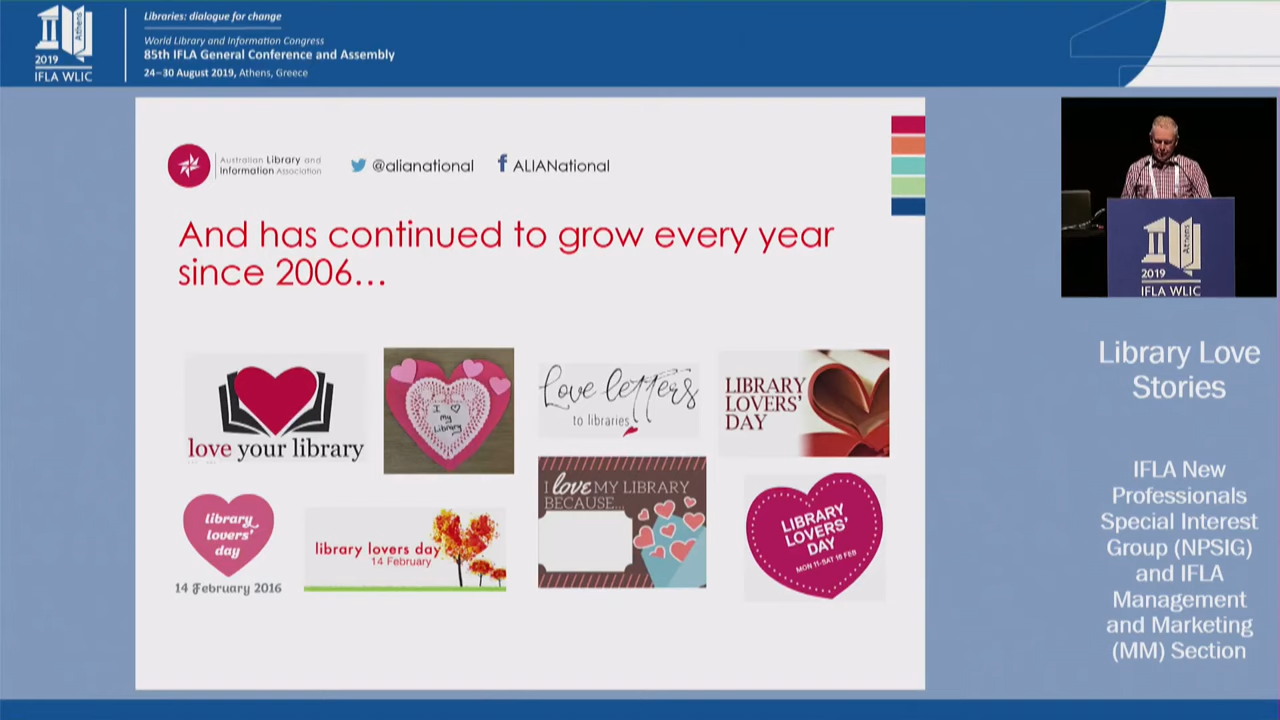 Libraries: dialogue for change
World Library and Information Congress
85th IFLA General Conference and Assembly
24–30 August 2019, Athens, Greece
Athens
2019
IFLA WLIC
Australian Library and
Information Association
@alianational
f ALIANational
And has continued to grow every year
since 2006...
love your library
I
my
Library
Love letters
to libraries
LIBRARY
LOVERS'
DAY
library
lovers'
day
14 February 2016
library lovers day
14 February
I love MY LIBRARY
BECAUSE...
LIBRARY
LOVERS'
DAY
MON 11-SAT 16 FEB
Athens
2019
IFLA WLIC
Library Love
Stories
IFLA New
Professionals
Special Interest
Group (NPSIG)
and IFLA
Management
and Marketing
(MM) Section